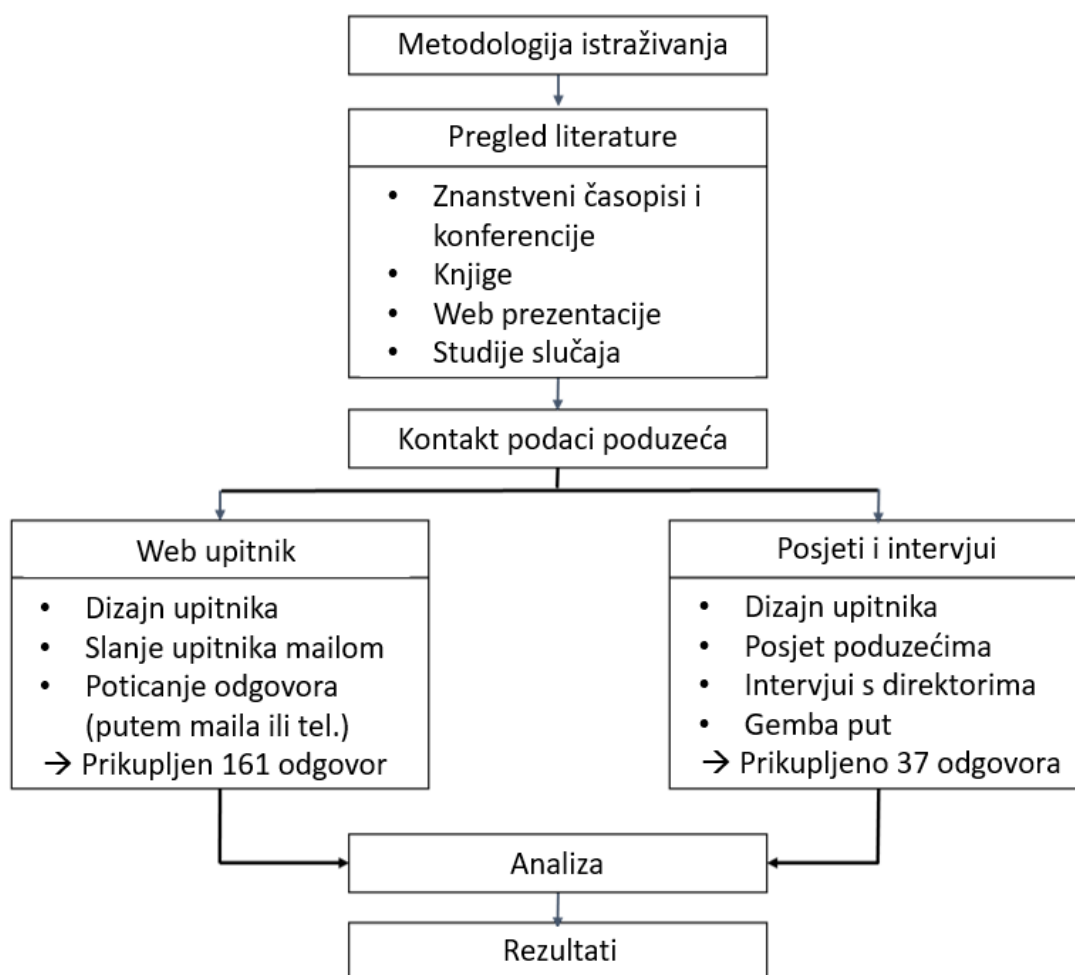 Metodologija istraživanja
Pregled literature
• Znanstveni časopisi i
konferencije
• Knjige
• Web prezentacije
• Studije slučaja
Kontakt podaci poduzeća
Web upitnik
• Dizajn upitnika
• Slanje upitnika mailom
• Poticanje odgovora
(putem maila ili tel.)
→ Prikupljen 161 odgovor
Posjeti i intervjui
• Dizajn upitnika
• Posjet poduzećima
• Intervjui s direktorima
• Gemba put
→ Prikupljeno 37 odgovora
Analiza
Rezultati